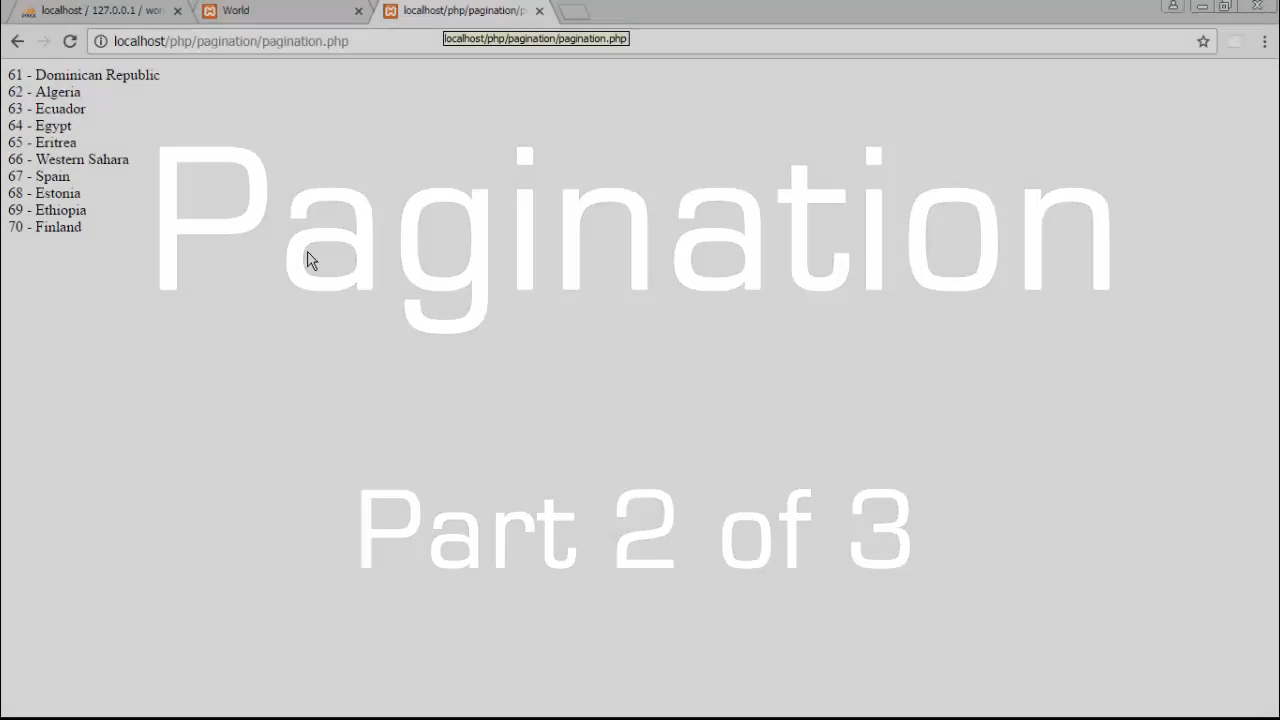 localhost / 127.0.0.1 / wor
World
localhost/php/pagination/p
localhost/php/pagination/pagination.php
localhost/php/pagination/pagination.php
61 - Dominican Republic
62 - Algeria
63 - Ecuador
64 - Egypt
65 - Eritrea
66 - Western Sahara
67 - Spain
68 - Estonia
69 - Ethiopia
70 - Finland
Pagination
Part 2 of 3